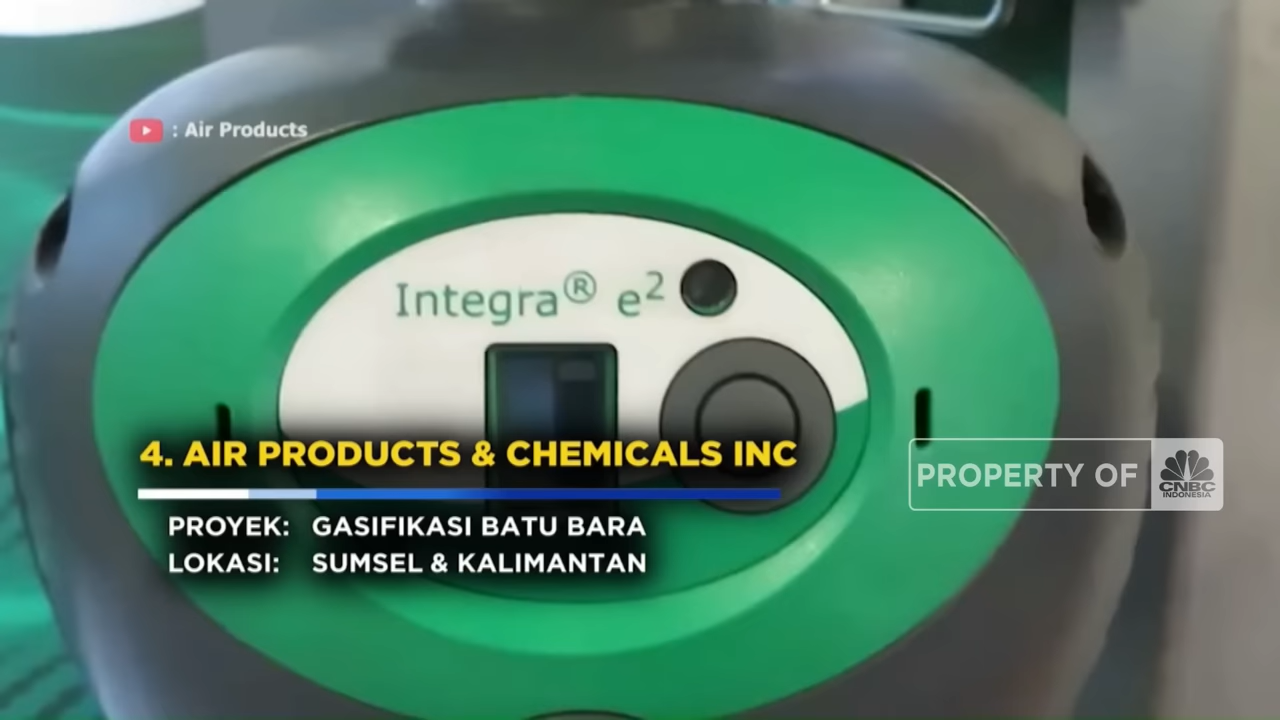 : Air Products
Integra® e²
4. AIR PRODUCTS & CHEMICALS INC
PROYEK: GASIFIKASI BATU BARA
LOKASI: SUMSEL & KALIMANTAN
PROPERTY OF
CNBC
INDONESIA